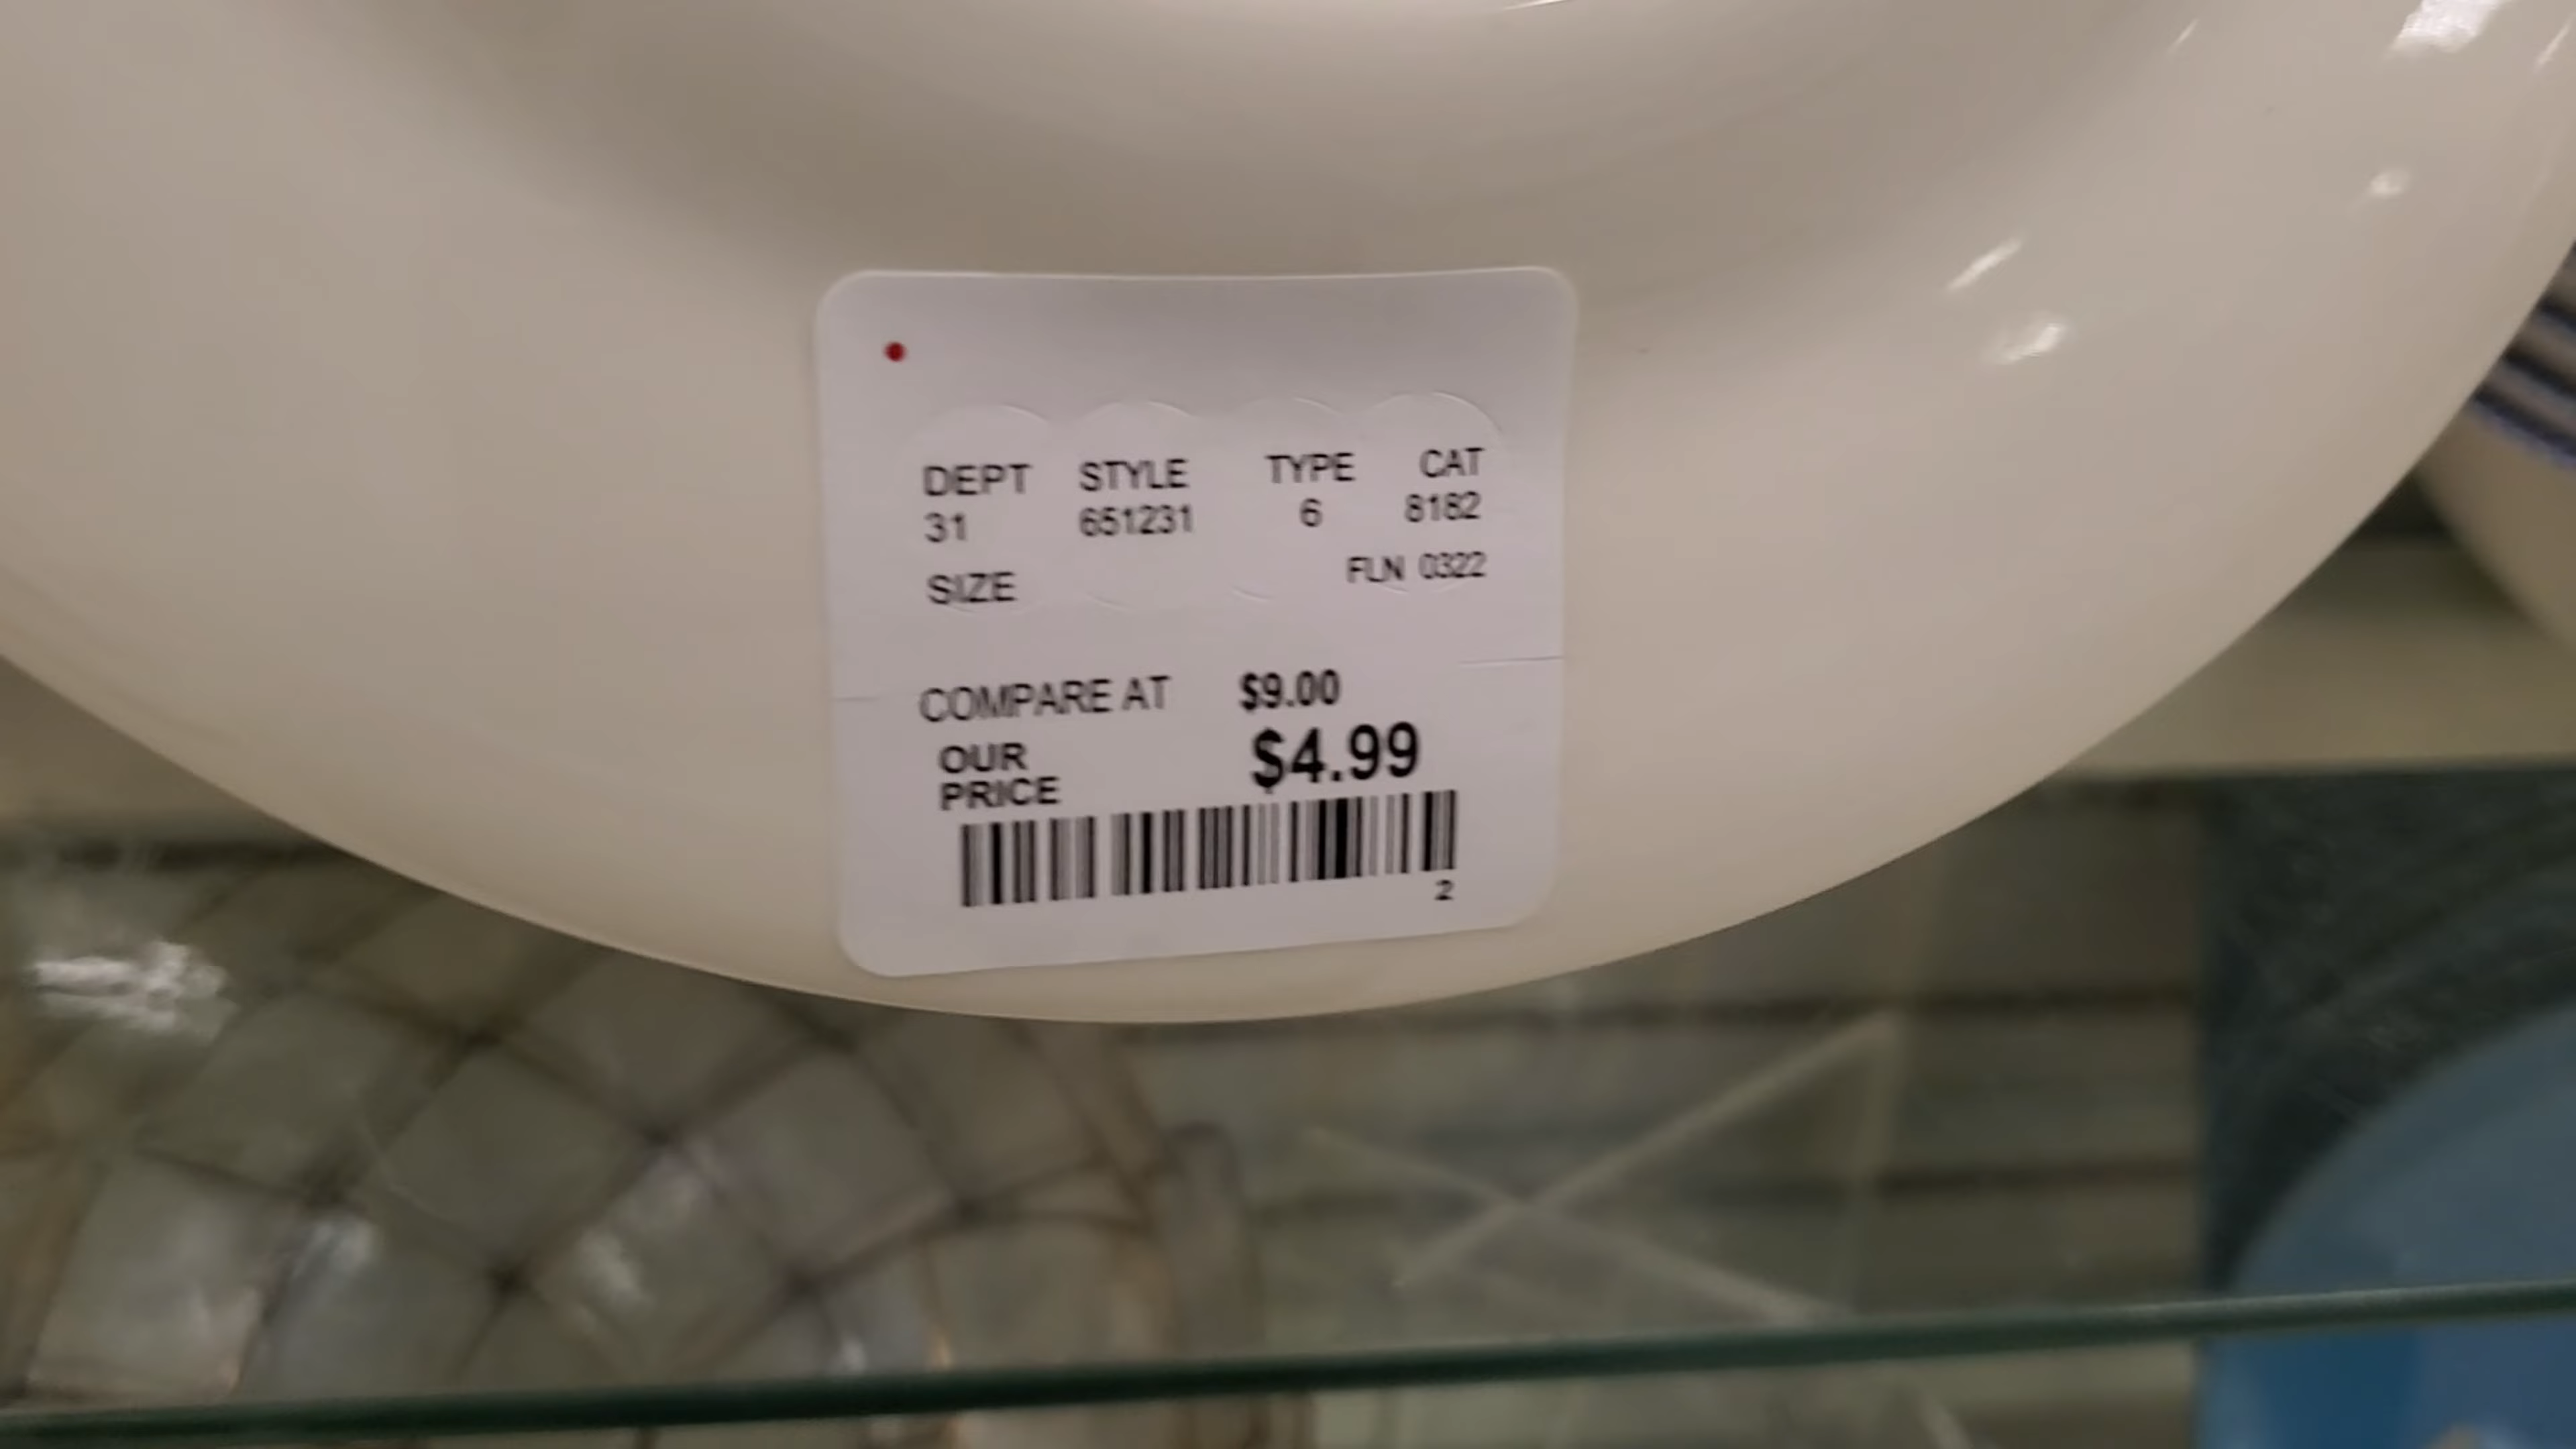 DEPT STYLE TYPE CAT
31 651231 6 8182
SIZE FLN 0322
COMPARE AT $9.00
OUR PRICE $4.99
2